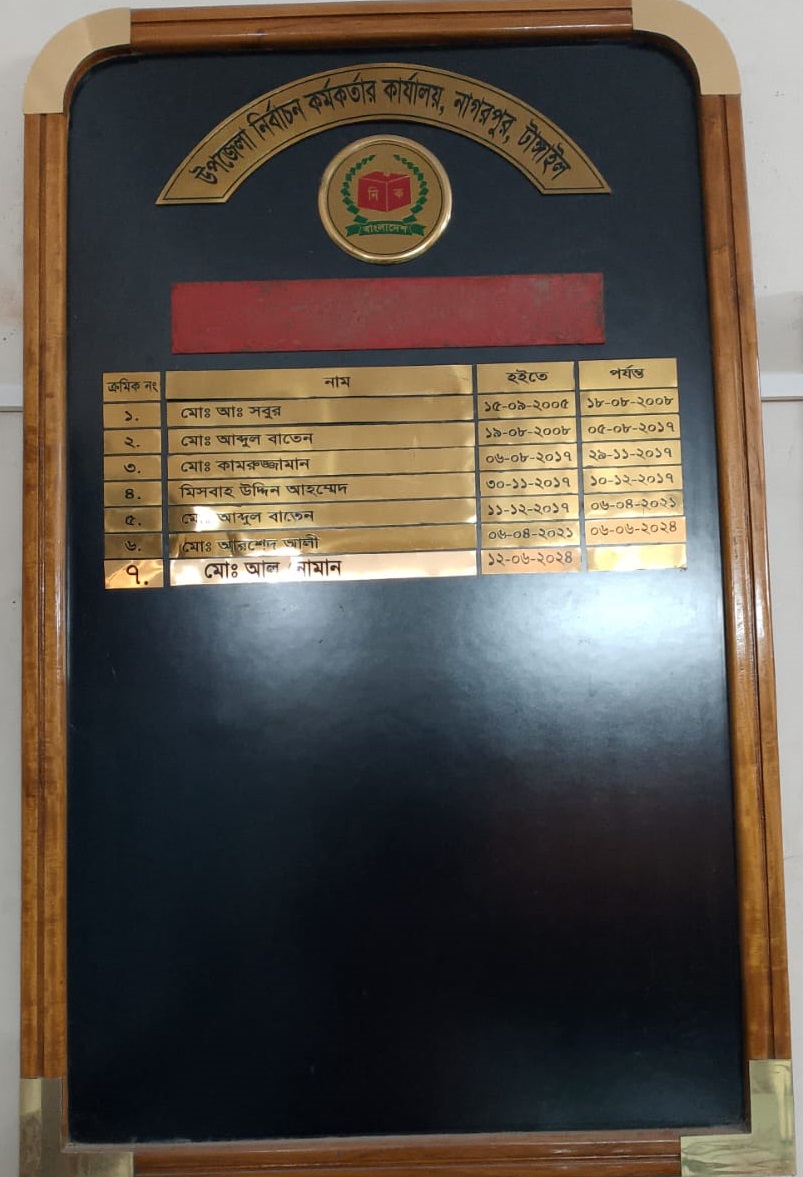 উপজেলা নির্বাচন কর্মকর্তার কার্যালয়, নাগরপুর, টাঙ্গাইল
নি ক
বাংলাদেশ
ক্রমিক নং নাম হইতে পর্যন্ত
১. মোঃ আঃ সবুর ১৫-০৯-২০০৫ ১৮-০৮-২০০৮
২. মোঃ আব্দুল বাতেন ১৯-০৮-২০০৮ ০৫-০৮-২০১৭
৩. মোঃ কামরুজ্জামান ০৬-০৮-২০১৭ ২৯-১১-২০১৭
৪. মিসবাহ উদ্দিন আহম্মেদ ৩০-১১-২০১৭ ১০-১২-২০১৭
৫. মোঃ আব্দুল বাতেন ১১-১২-২০১৭ ০৬-০৪-২০২১
৬. মোঃ আরশেদ আলী ০৬-০৪-২০২১ ০৬-০৬-২০২৪
৭. মোঃ আল ১২-০৬-২০২৪